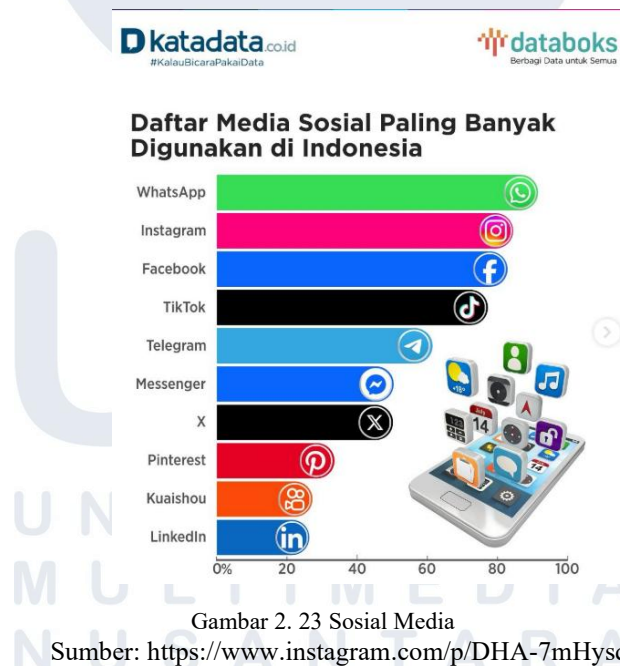 katadata.co.id
#KalauBicaraPakaiData
databoks
Berbagi Data untuk Semua
Daftar Media Sosial Paling Banyak
Digunakan di Indonesia
WhatsApp
Instagram
Facebook
TikTok
Telegram
Messenger
X
Pinterest
Kuaishou
LinkedIn
0% 20 40 60 80 100
Gambar 2. 23 Sosial Media
Sumber: https://www.instagram.com/p/DHA-7mHys
MULTIMEDIA
NUSANTARA